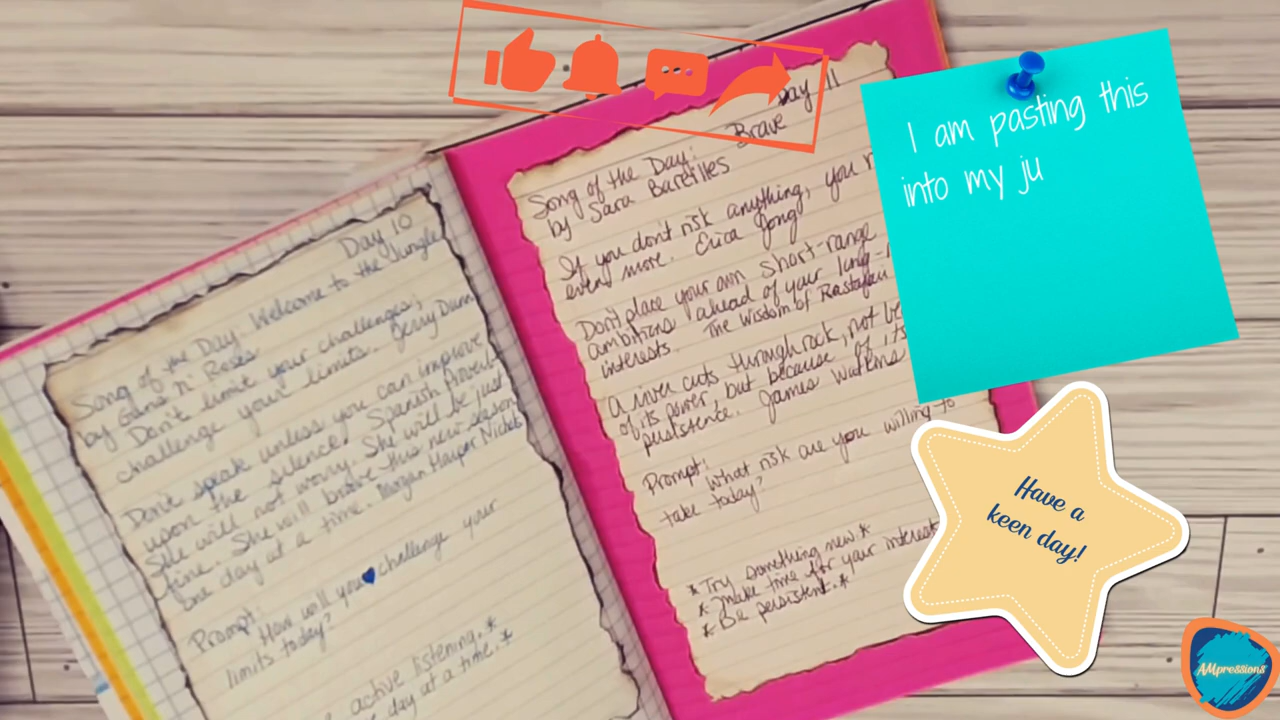 Day 10
Song of the Day: Welcome to the Jungle
by Guns N' Roses
Don't limit your challenges,
challenge your limits. Jerry Dunn
Don't speak unless you can improve
upon the silence. Spanish Proverb
She will not worry. She will be just
fine. She will brave this new season
one day at a time. Morgan Harper Nichols
Prompt:
How will you challenge your
limits today?
active listening.*
day at a time.*
Day 11
Song of the Day: Brave
by Sara Bareilles
If you don't risk anything, you
even more. Erica Jong
Don't place your own short-range
ambitions ahead of your long-
interests. The Wisdom of Rastafari
A river cuts through rock, not be
of its power, but because of its
persistence. James Watkins
Prompt:
What risk are you willing to
take today?
*Try something new*
*Make time for your interest
*Be persistent.*
I am pasting this
into my ju
Have a
keen day!
AMpressions